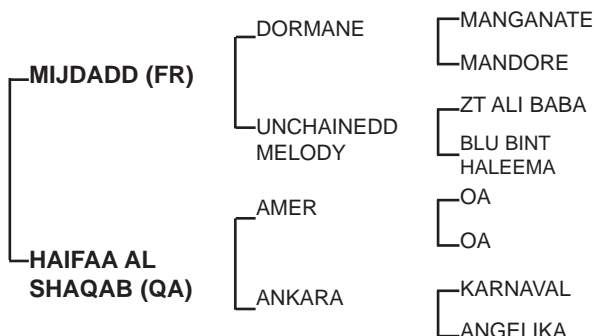 MIJDADD (FR)
HAIFAA AL
SHAQAB (QA)
DORMANE
UNCHAINEDD
MELODY
AMER
ANKARA
MANGANATE
MANDORE
ZT ALI BABA
BLU BINT
HALEEMA
OA
OA
KARNAVAL
ANGELIKA